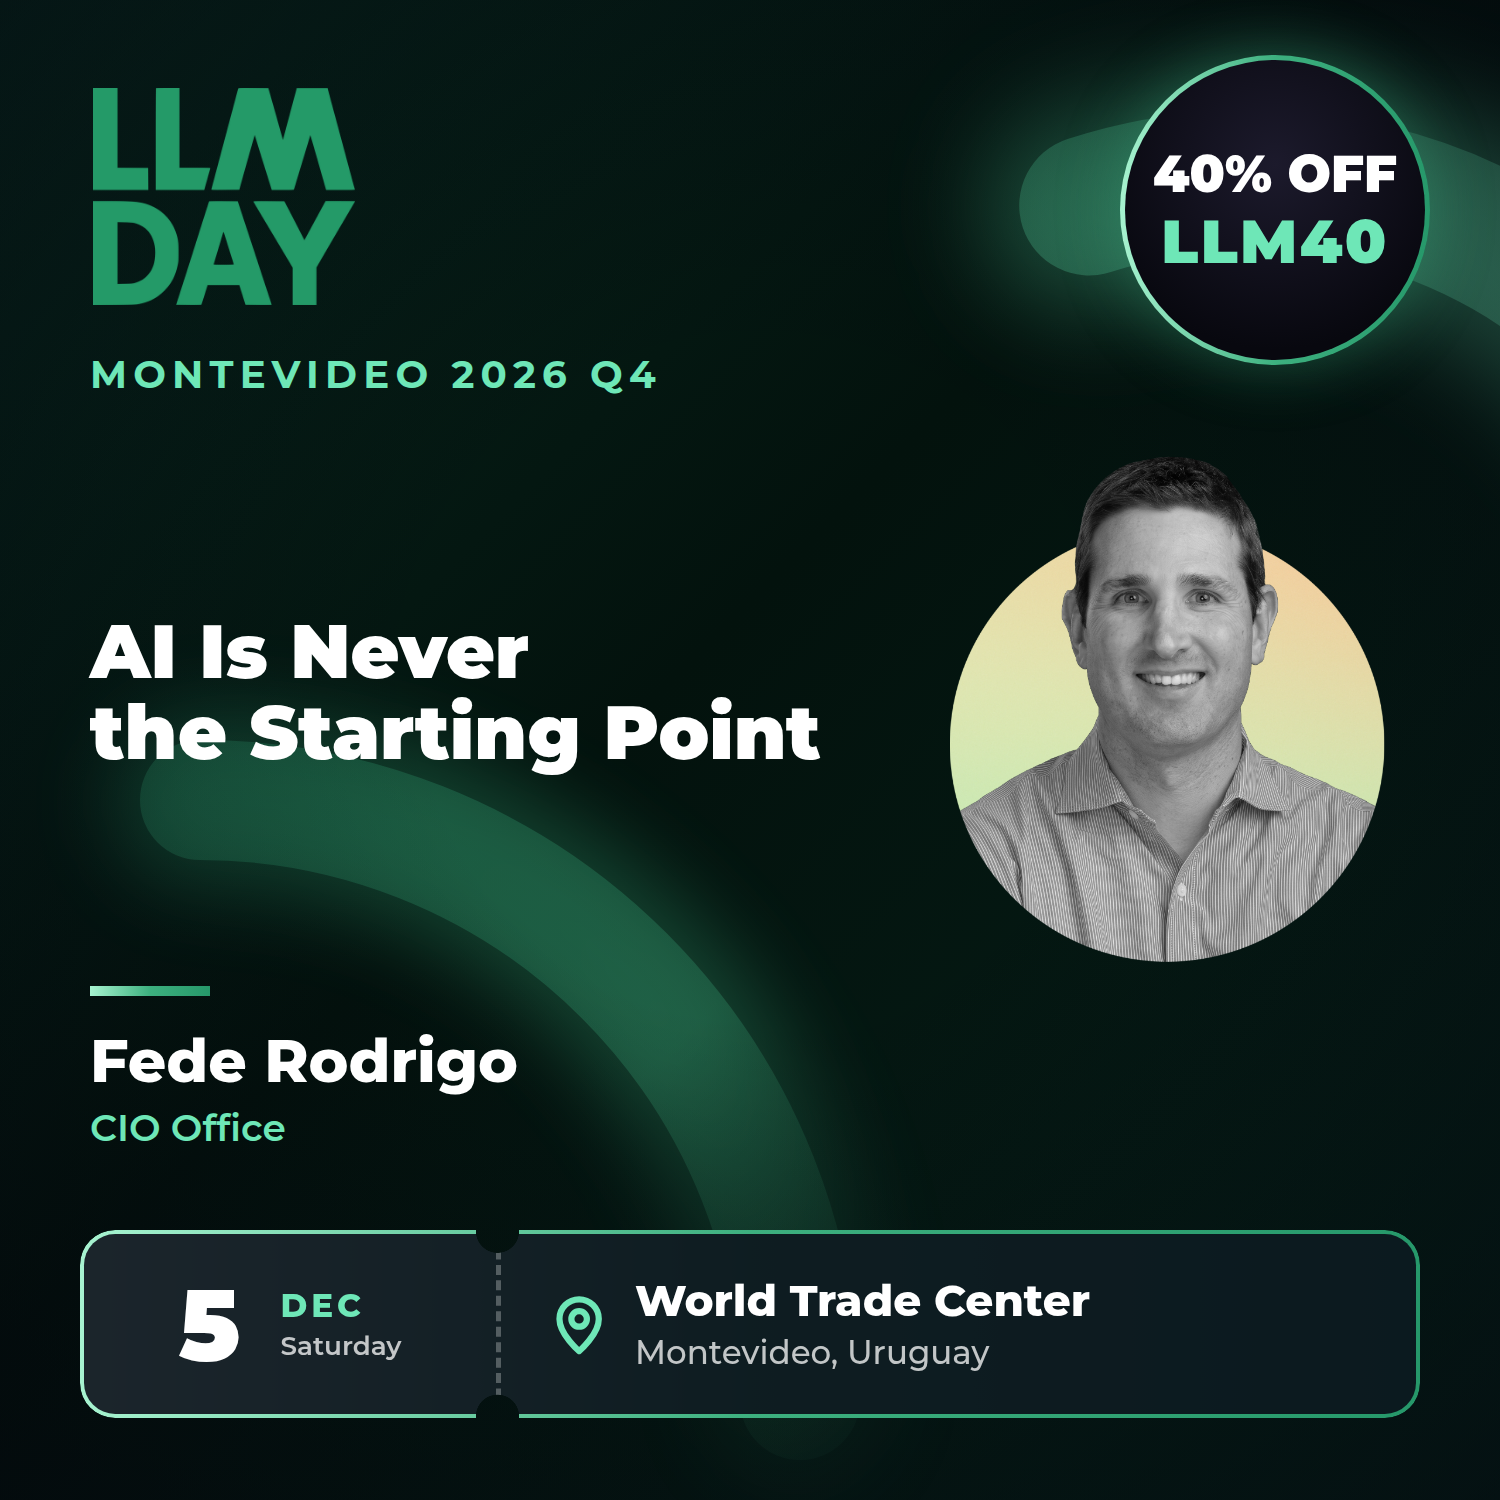 LLM
DAY
MONTEVIDEO 2026 Q4
40% OFF
LLM40
AI Is Never
the Starting Point
Fede Rodrigo
CIO Office
5
DEC
Saturday
World Trade Center
Montevideo, Uruguay